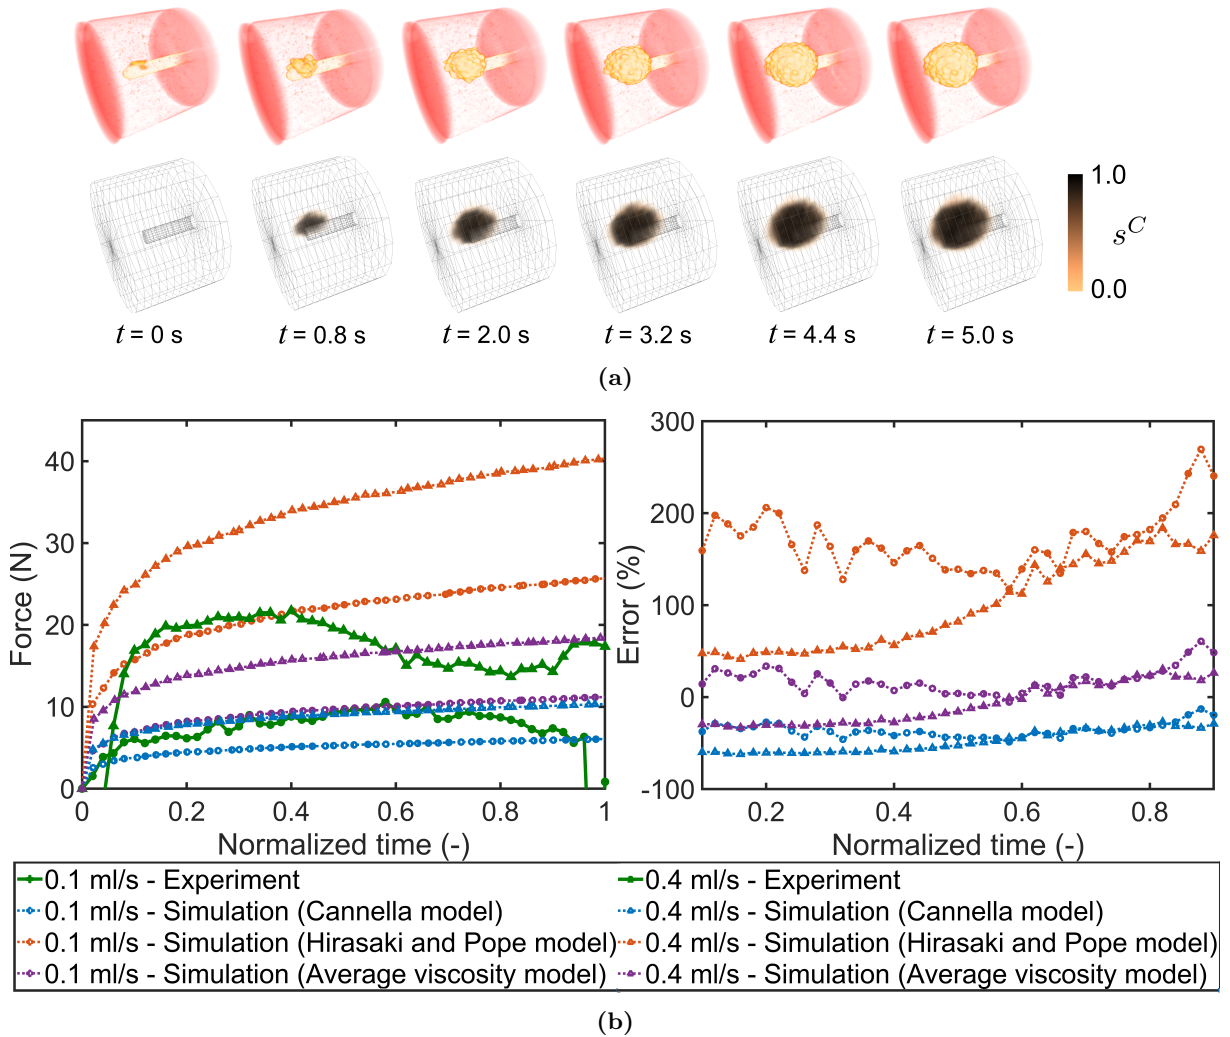 1.0
s^C
0.0
t = 0 s
t = 0.8 s
t = 2.0 s
t = 3.2 s
t = 4.4 s
t = 5.0 s
(a)
Force (N)
40
30
20
10
0
0
0.2
0.4
0.6
0.8
1
Normalized time (-)
Error (%)
300
200
100
0
-100
0.2
0.4
0.6
0.8
Normalized time (-)
0.1 ml/s - Experiment
0.1 ml/s - Simulation (Cannella model)
0.1 ml/s - Simulation (Hirasaki and Pope model)
0.1 ml/s - Simulation (Average viscosity model)
0.4 ml/s - Experiment
0.4 ml/s - Simulation (Cannella model)
0.4 ml/s - Simulation (Hirasaki and Pope model)
0.4 ml/s - Simulation (Average viscosity model)
(b)